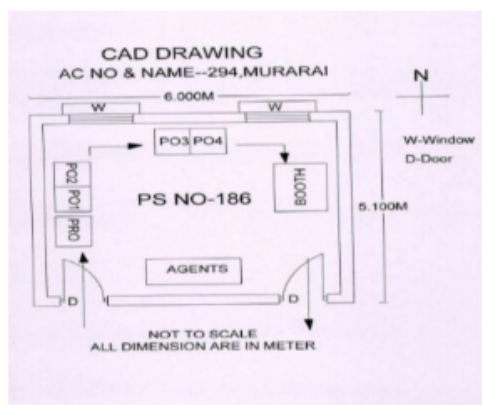 CAD DRAWING
AC NO & NAME--294,MURARAI
N
6.000M
W
W
W-Window
D-Door
PO3 PO4
PO2
PO1
PRO
PS NO-186
BOOTH
5.100M
AGENTS
D
D
NOT TO SCALE
ALL DIMENSION ARE IN METER